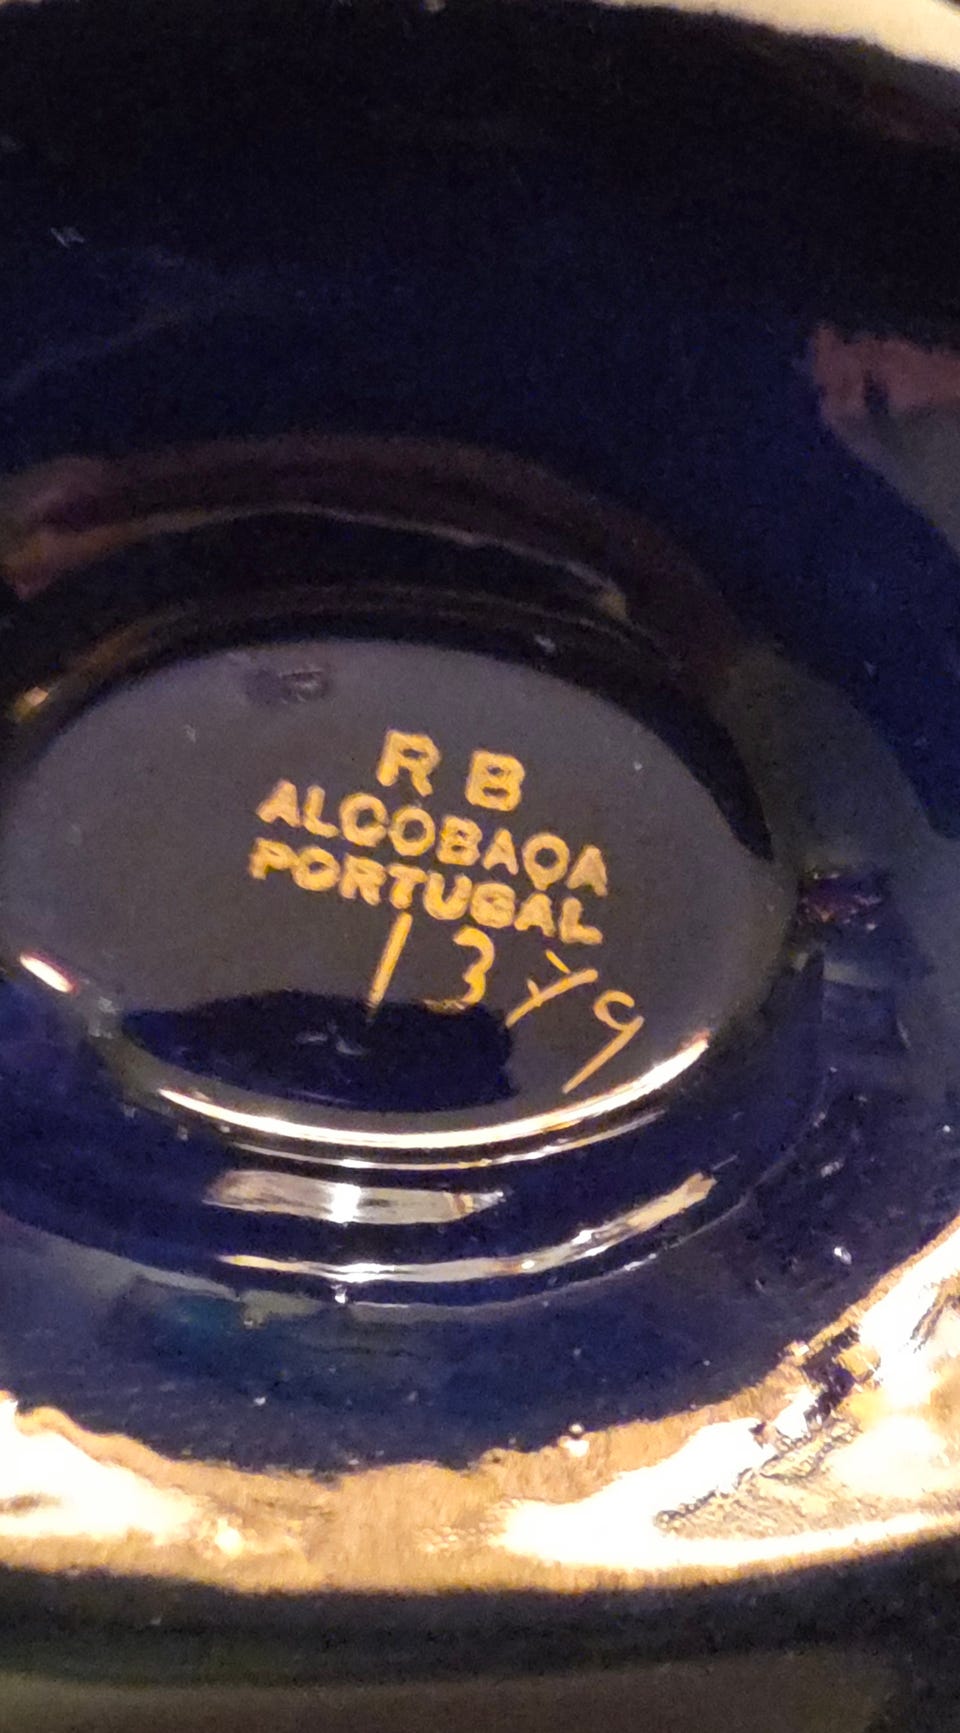 R B
ALCOBAÇA
PORTUGAL
1379